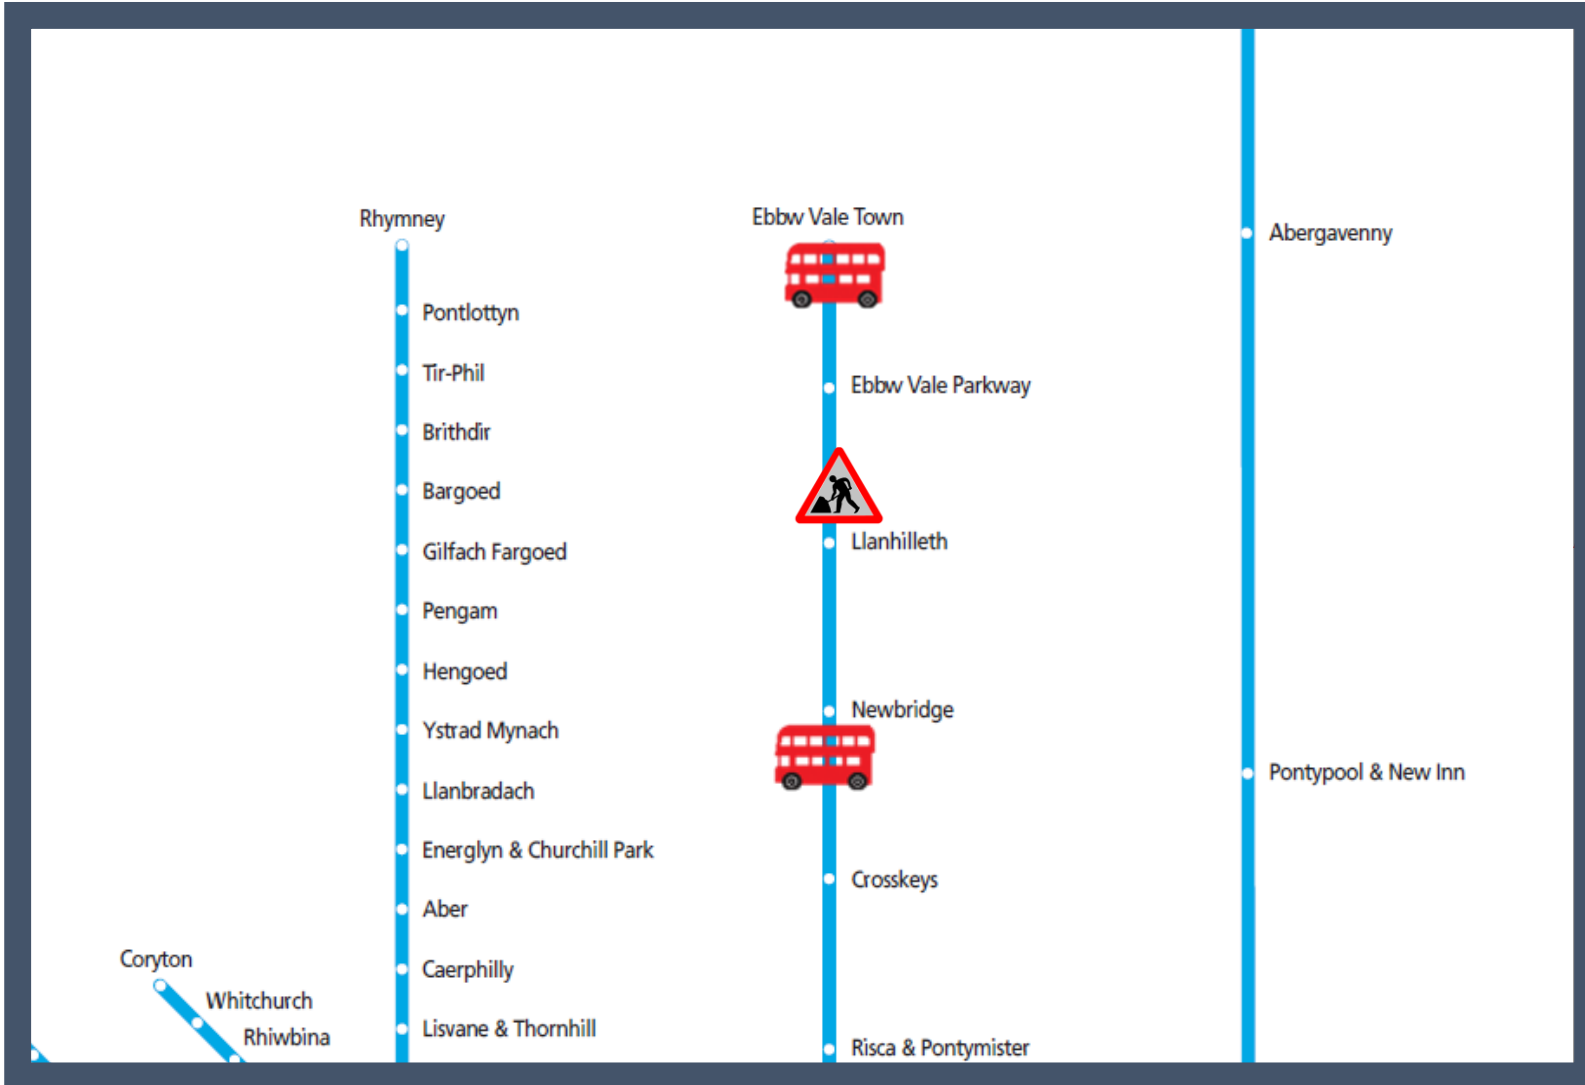 Rhymney
Pontlottyn
Tir-Phil
Brithdir
Bargoed
Gilfach Fargoed
Pengam
Hengoed
Ystrad Mynach
Llanbradach
Energlyn & Churchill Park
Aber
Caerphilly
Lisvane & Thornhill
Coryton
Whitchurch
Rhiwbina
Ebbw Vale Town
Ebbw Vale Parkway
Llanhilleth
Newbridge
Crosskeys
Risca & Pontymister
Abergavenny
Pontypool & New Inn